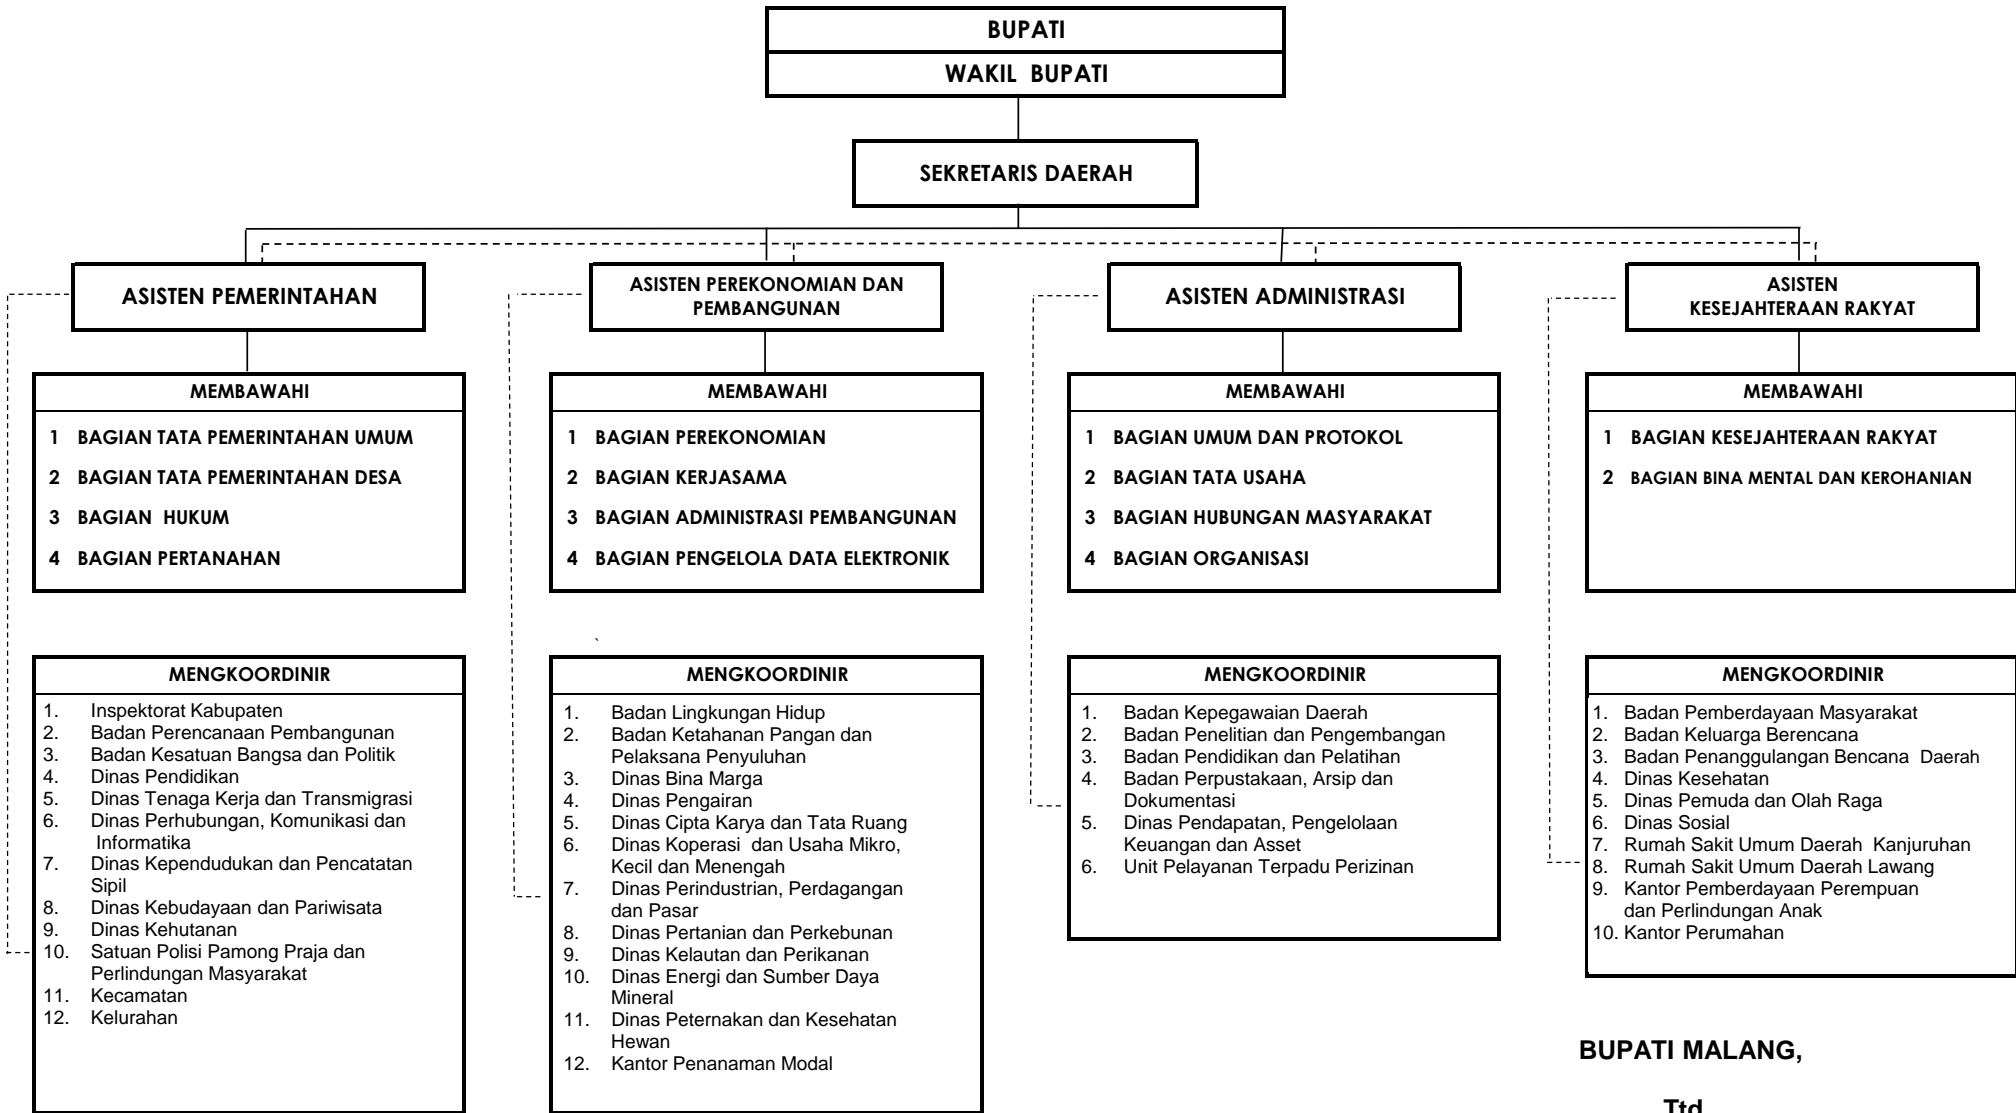 BUPATI
WAKIL BUPATI
SEKRETARIS DAERAH
ASISTEN PEMERINTAHAN
ASISTEN PEREKONOMIAN DAN
PEMBANGUNAN
ASISTEN ADMINISTRASI
ASISTEN
KESEJAHTERAAN RAKYAT
MEMBAWAHI
1 BAGIAN TATA PEMERINTAHAN UMUM
2 BAGIAN TATA PEMERINTAHAN DESA
3 BAGIAN HUKUM
4 BAGIAN PERTANAHAN
MEMBAWAHI
1 BAGIAN PEREKONOMIAN
2 BAGIAN KERJASAMA
3 BAGIAN ADMINISTRASI PEMBANGUNAN
4 BAGIAN PENGELOLA DATA ELEKTRONIK
MEMBAWAHI
1 BAGIAN UMUM DAN PROTOKOL
2 BAGIAN TATA USAHA
3 BAGIAN HUBUNGAN MASYARAKAT
4 BAGIAN ORGANISASI
MEMBAWAHI
1 BAGIAN KESEJAHTERAAN RAKYAT
2 BAGIAN BINA MENTAL DAN KEROHANIAN
`
MENGKOORDINIR
1. Inspektorat Kabupaten
2. Badan Perencanaan Pembangunan
3. Badan Kesatuan Bangsa dan Politik
4. Dinas Pendidikan
5. Dinas Tenaga Kerja dan Transmigrasi
6. Dinas Perhubungan, Komunikasi dan
Informatika
7. Dinas Kependudukan dan Pencatatan
Sipil
8. Dinas Kebudayaan dan Pariwisata
9. Dinas Kehutanan
10. Satuan Polisi Pamong Praja dan
Perlindungan Masyarakat
11. Kecamatan
12. Kelurahan
MENGKOORDINIR
1. Badan Lingkungan Hidup
2. Badan Ketahanan Pangan dan
Pelaksana Penyuluhan
3. Dinas Bina Marga
4. Dinas Pengairan
5. Dinas Cipta Karya dan Tata Ruang
6. Dinas Koperasi dan Usaha Mikro,
Kecil dan Menengah
7. Dinas Perindustrian, Perdagangan
dan Pasar
8. Dinas Pertanian dan Perkebunan
9. Dinas Kelautan dan Perikanan
10. Dinas Energi dan Sumber Daya
Mineral
11. Dinas Peternakan dan Kesehatan
Hewan
12. Kantor Penanaman Modal
MENGKOORDINIR
1. Badan Kepegawaian Daerah
2. Badan Penelitian dan Pengembangan
3. Badan Pendidikan dan Pelatihan
4. Badan Perpustakaan, Arsip dan
Dokumentasi
5. Dinas Pendapatan, Pengelolaan
Keuangan dan Asset
6. Unit Pelayanan Terpadu Perizinan
MENGKOORDINIR
1. Badan Pemberdayaan Masyarakat
2. Badan Keluarga Berencana
3. Badan Penanggulangan Bencana Daerah
4. Dinas Kesehatan
5. Dinas Pemuda dan Olah Raga
6. Dinas Sosial
7. Rumah Sakit Umum Daerah Kanjuruhan
8. Rumah Sakit Umum Daerah Lawang
9. Kantor Pemberdayaan Perempuan
dan Perlindungan Anak
10. Kantor Perumahan
BUPATI MALANG,
Ttd